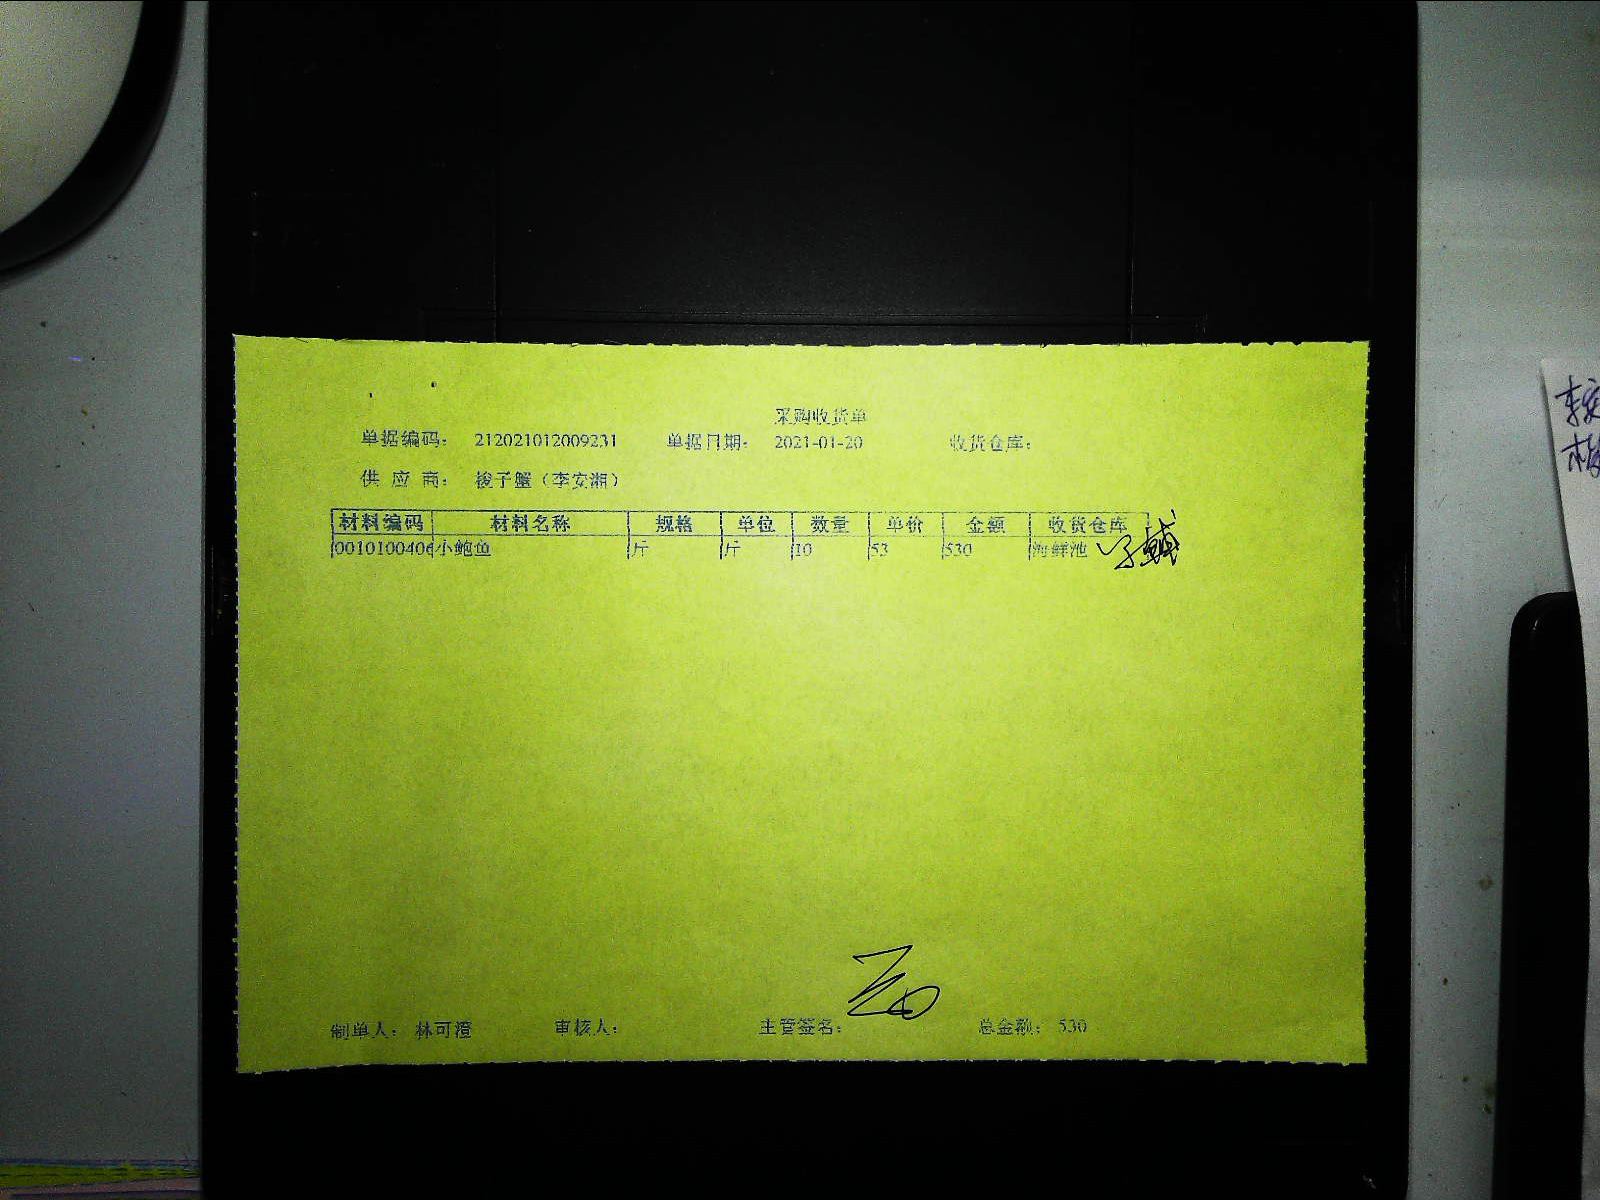 采购收货单
单据编码： 212021012009231 单据日期： 2021-01-20 收货仓库：
供 应 商： 梭子蟹（李安湘）
材料编码 材料名称 规格 单位 数量 单价 金额 收货仓库
0010100406 小鲍鱼 斤 斤 10 53 530 海鲜池
制单人： 林可澄 审核人： 主管签名： 总金额： 530